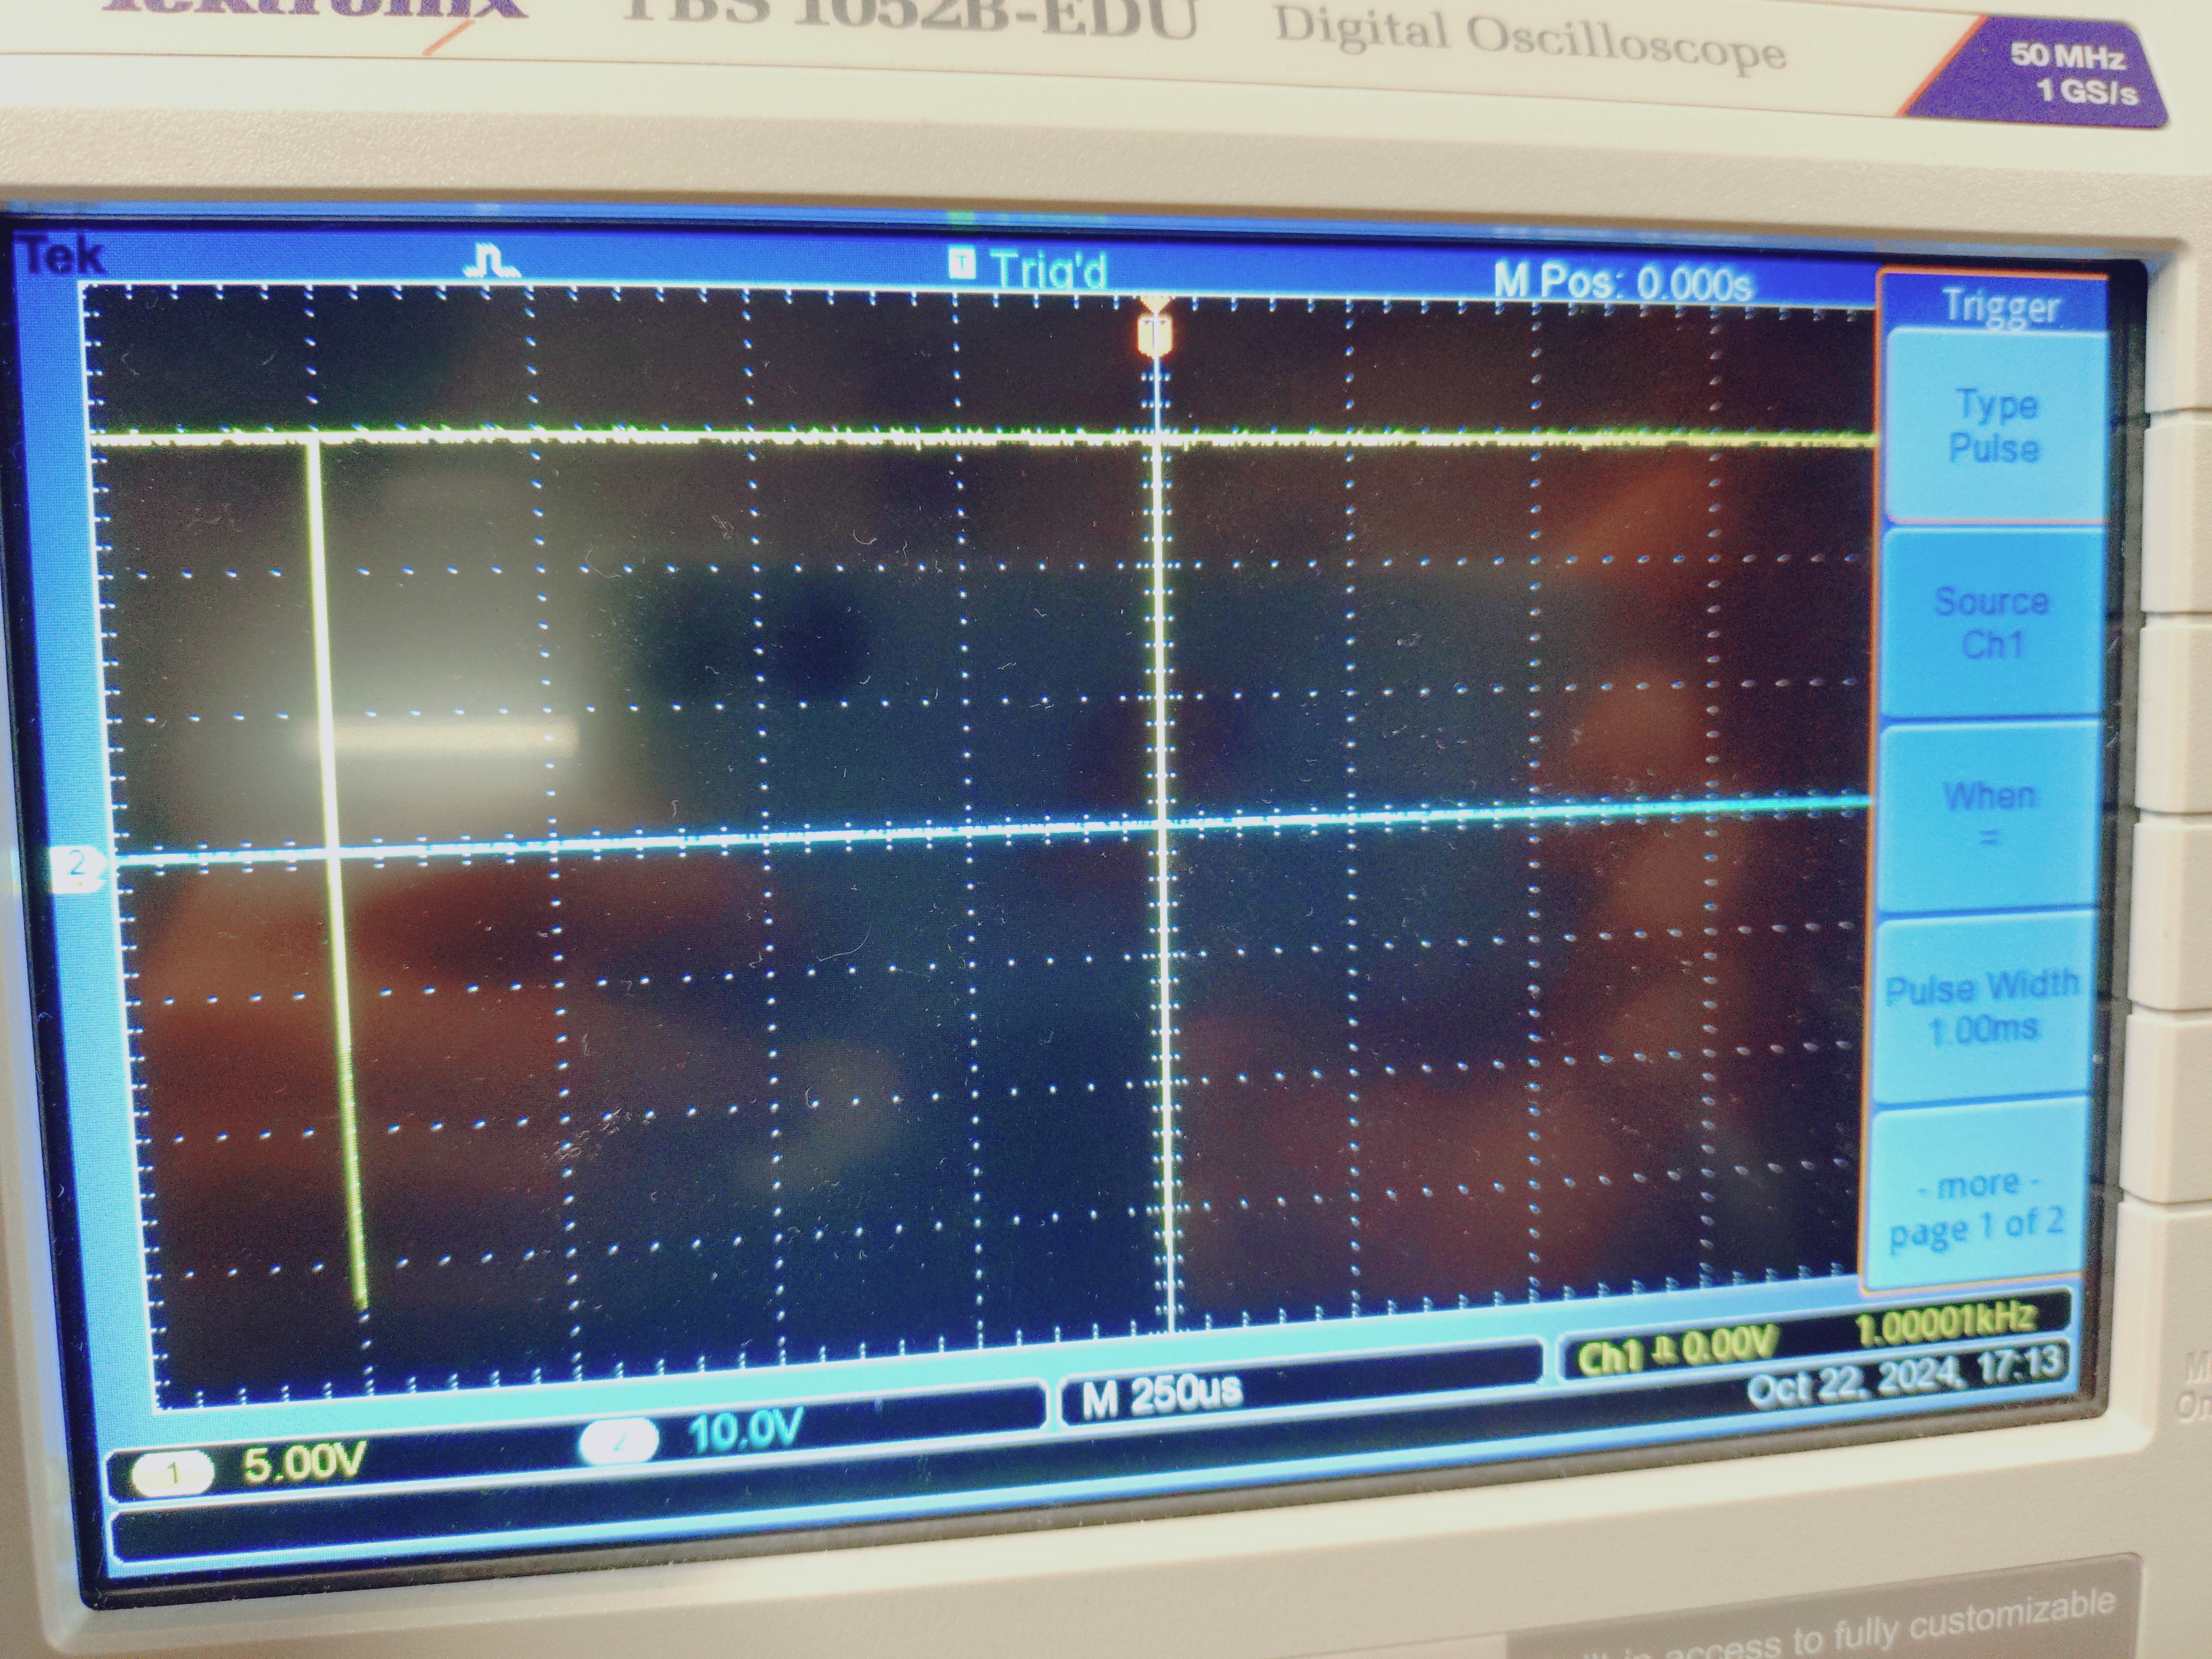 Tektronix TBS 1052B-EDU Digital Oscilloscope
50 MHz
1 GS/s
Tek
T Trig'd
M Pos: 0.000s
T
Trigger
Type
Pulse
Source
Ch1
When
=
Pulse Width
1.00ms
- more -
page 1 of 2
2
1 5.00V
2 10.0V
M 250us
Ch1 0.00V 1.00001kHz
Oct 22, 2024, 17:13
access to fully customizable